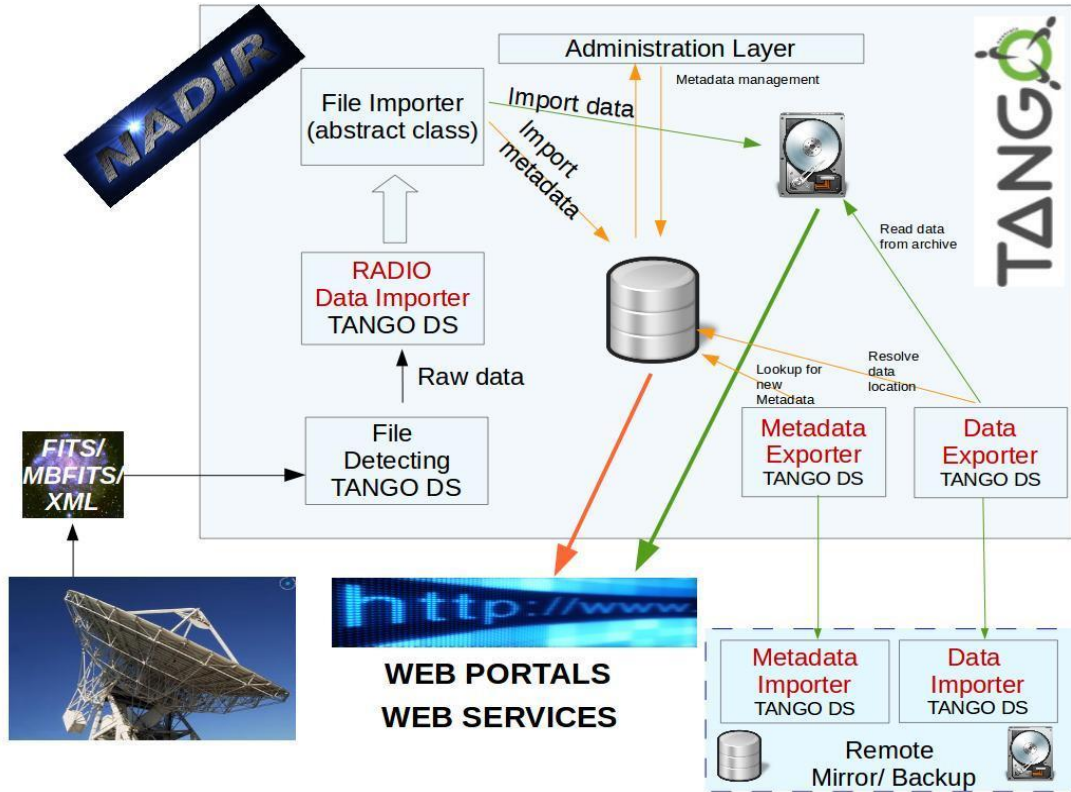 NADIR
Administration Layer
Metadata management
File Importer
(abstract class)
Import data
Import
metadata
TANGO
Read data
from archive
RADIO
Data Importer
TANGO DS
Raw data
Lookup for
new
Metadata
Resolve
data
location
File
Detecting
TANGO DS
Metadata
Exporter
TANGO DS
Data
Exporter
TANGO DS
FITS/
MBFITS/
XML
http://www.
WEB PORTALS
WEB SERVICES
Metadata
Importer
TANGO DS
Data
Importer
TANGO DS
Remote
Mirror/ Backup